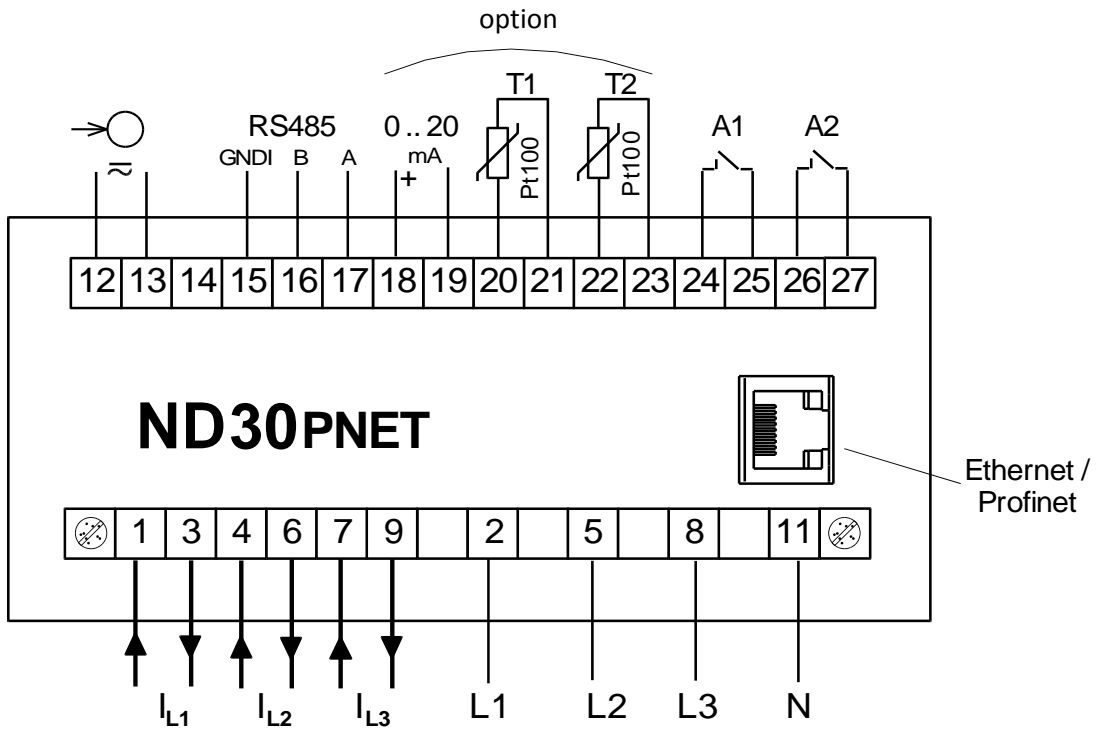 option
T1 T2
RS485 0 .. 20 A1 A2
GNDI B A mA
+ Pt100 Pt100
12 13 14 15 16 17 18 19 20 21 22 23 24 25 26 27
ND30PNET
Ethernet /
Profinet
1 3 4 6 7 9 2 5 8 11
IL1 IL2 IL3 L1 L2 L3 N